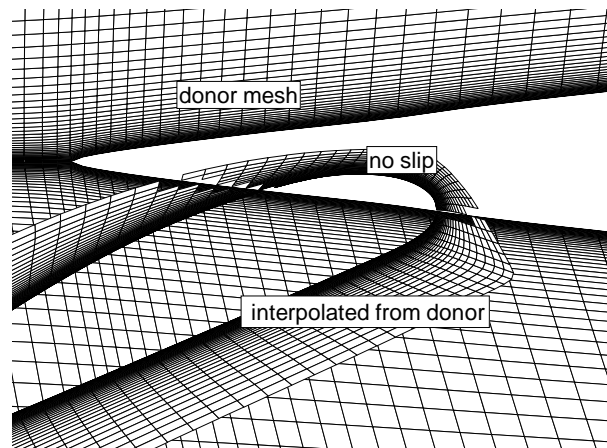 donor mesh
no slip
interpolated from donor